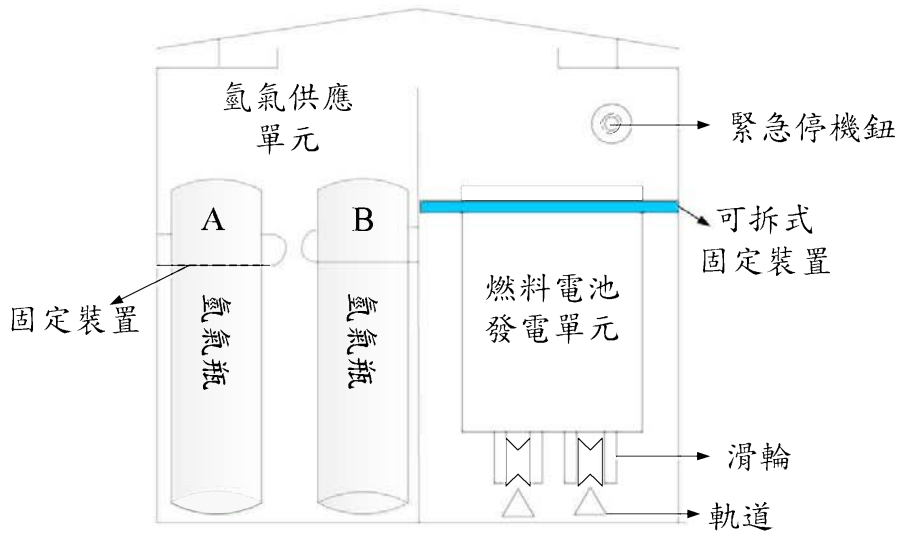 氫氣供應
單元
緊急停機鈕
A
B
可拆式
固定裝置
固定裝置
氫氣瓶
氫氣瓶
燃料電池
發電單元
滑輪
軌道